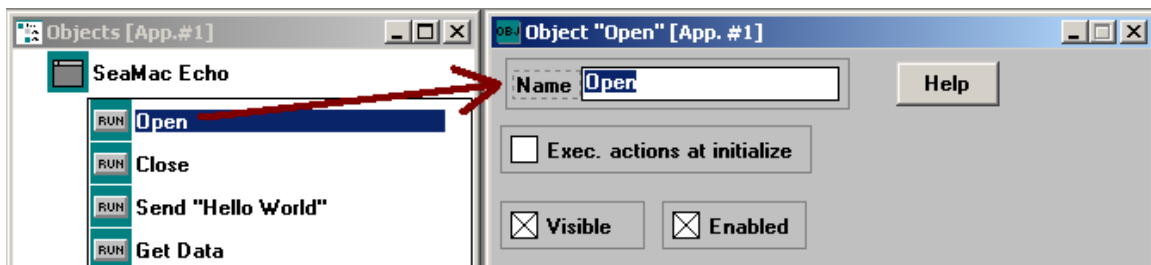 Objects [App.#1]
SeaMac Echo
RUN Open
RUN Close
RUN Send "Hello World"
RUN Get Data
OBJ Object "Open" [App. #1]
Name Open
Help
Exec. actions at initialize
Visible Enabled